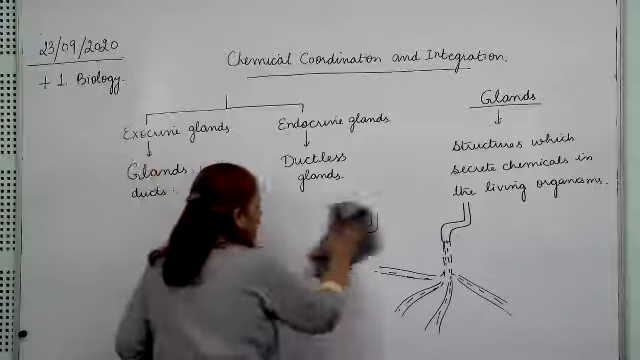 23/09/2020
+1 Biology.
Chemical Coordination and Integration.
Exocrine glands
Glands
ducts.
Endocrine glands.
Ductless
glands.
Glands
Structures which
secrete chemicals in
the living organisms.